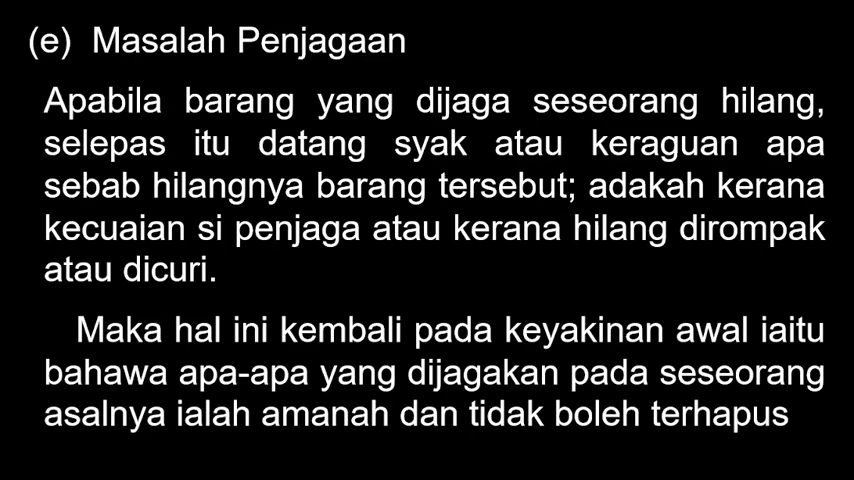 (e) Masalah Penjagaan
Apabila barang yang dijaga seseorang hilang,
selepas itu datang syak atau keraguan apa
sebab hilangnya barang tersebut; adakah kerana
kecuaian si penjaga atau kerana hilang dirompak
atau dicuri.
Maka hal ini kembali pada keyakinan awal iaitu
bahawa apa-apa yang dijagakan pada seseorang
asalnya ialah amanah dan tidak boleh terhapus